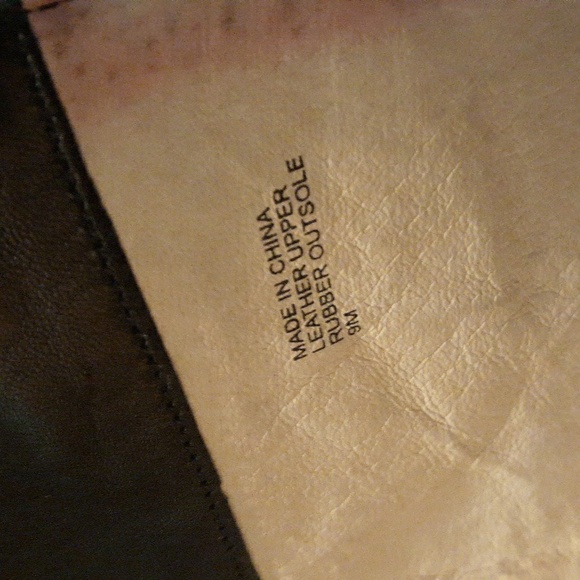 MADE IN CHINA
LEATHER UPPER
RUBBER OUTSOLE
9M